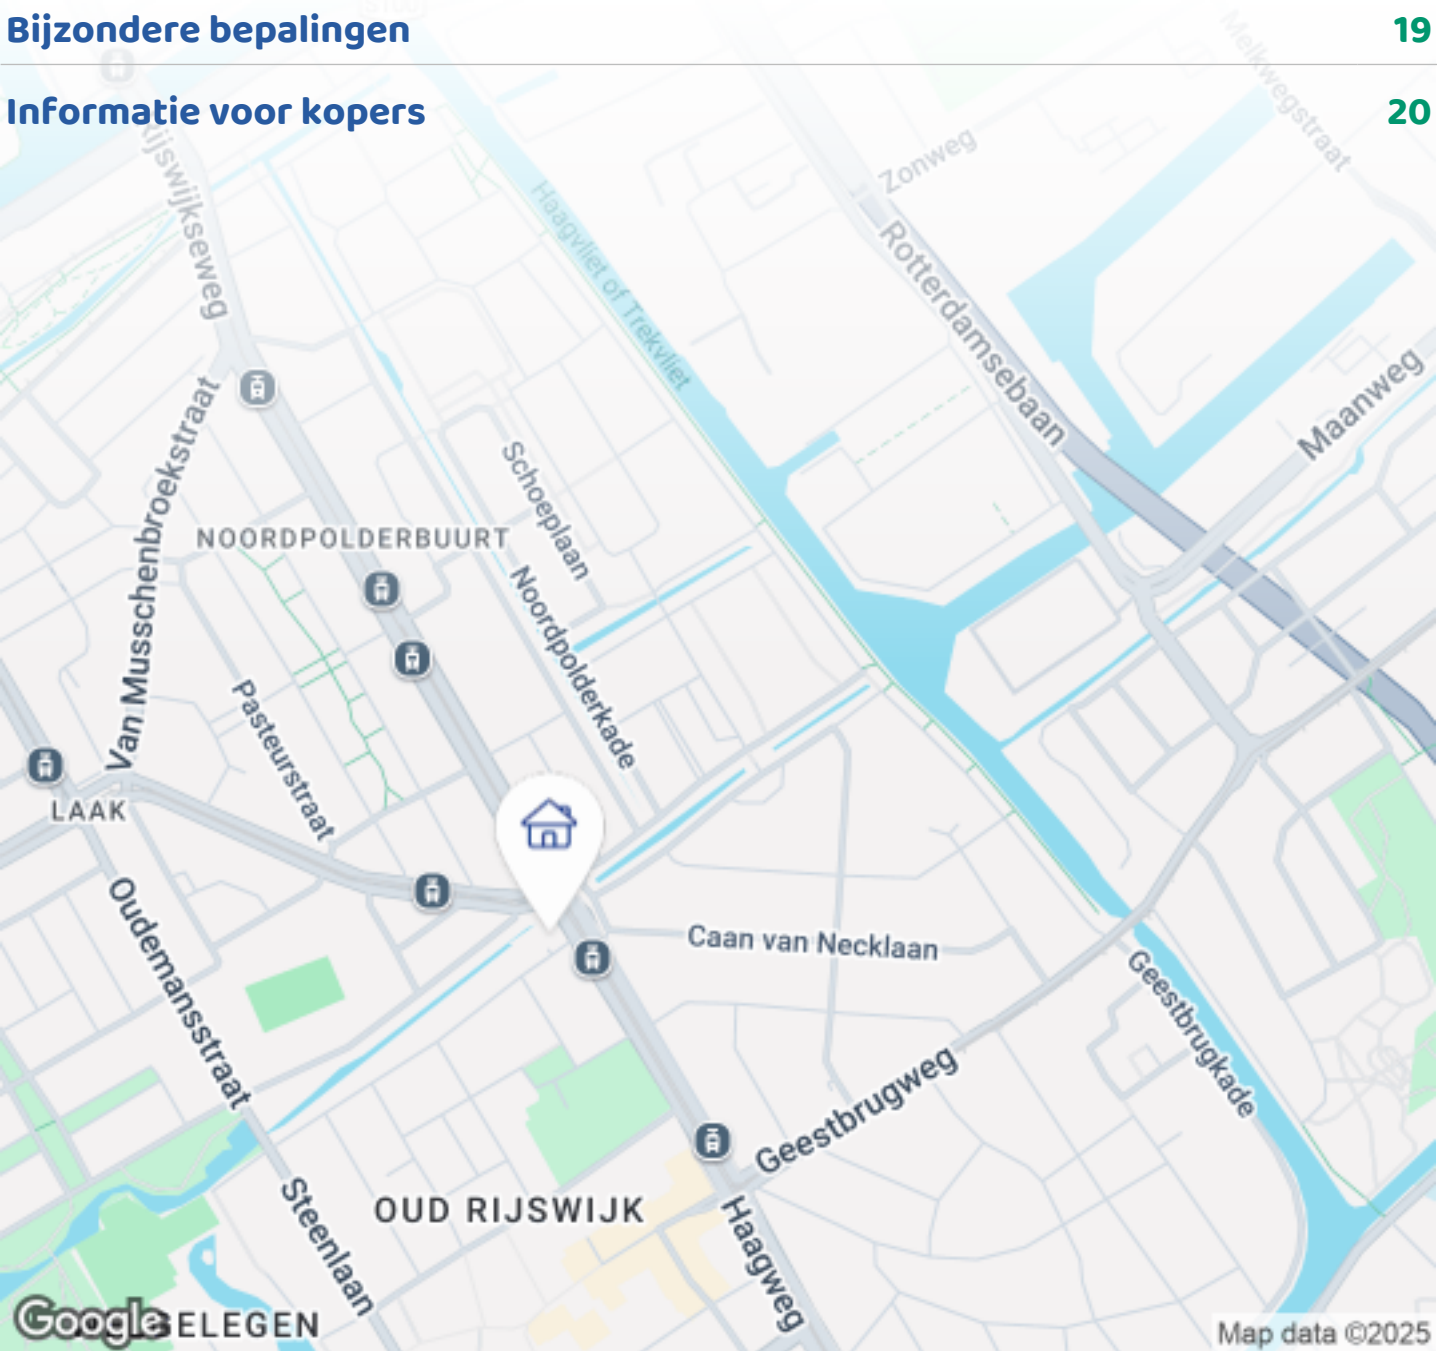 Bijzondere bepalingen 19
Informatie voor kopers 20
Melkwegstraat
Zonweg
Rijswijkseweg
Haagvliet of Trekvliet
Rotterdamsebaan
Maanweg
Van Musschenbroekstraat
Schoeplaan
NOORDPOLDERBUURT
Noordpolderkade
Pasteurstraat
LAAK
Oudemansstraat
Caan van Necklaan
Geestbrugkade
Geestbrugweg
Steenlaan
OUD RIJSWIJK
Haagweg
Google
ELEGEN
Map data ©2025